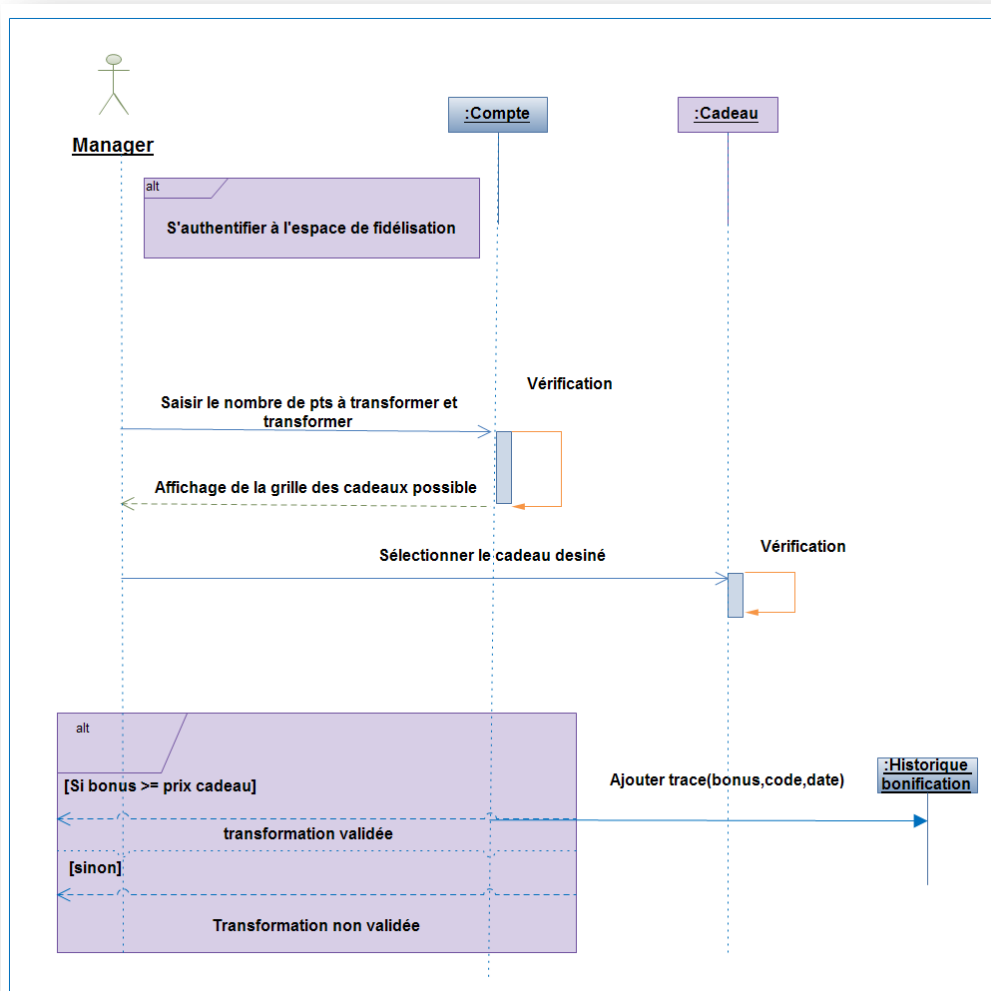 :Compte
:Cadeau
Manager
alt
S'authentifier à l'espace de fidélisation
Vérification
Saisir le nombre de pts à transformer et
transformer
Affichage de la grille des cadeaux possible
Vérification
Sélectionner le cadeau desiné
alt
[Si bonus >= prix cadeau]
Ajouter trace(bonus,code,date)
:Historique
bonification
transformation validée
[sinon]
Transformation non validée